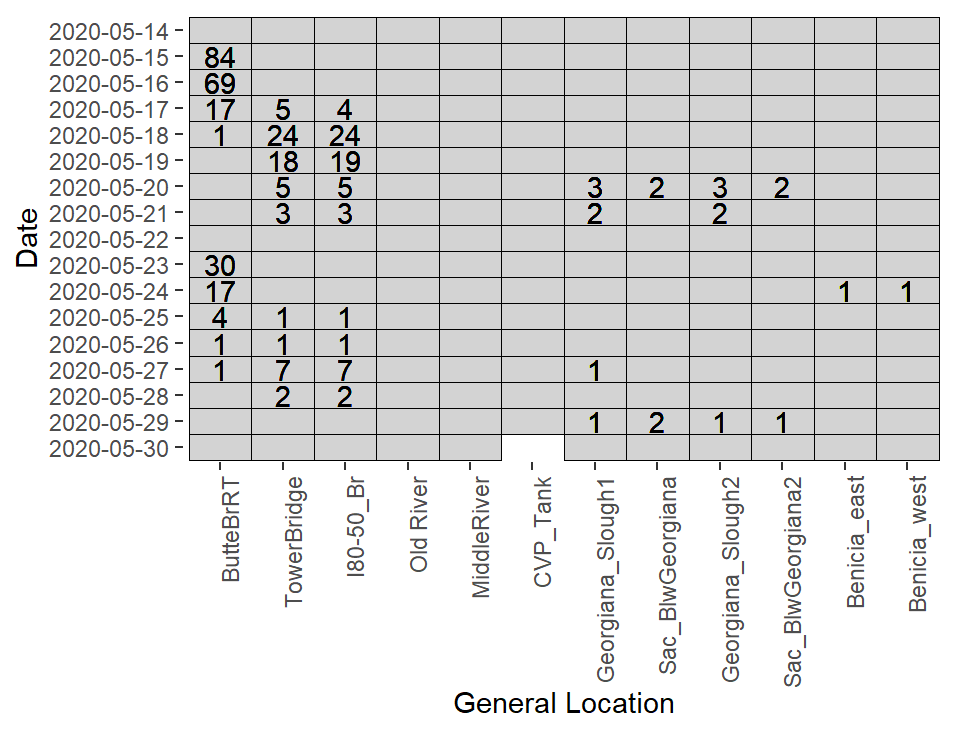 2020-05-14
2020-05-15 84
2020-05-16 69
2020-05-17 17 5 4
2020-05-18 1 24 24
2020-05-19 18 19
2020-05-20 5 5 3 2 3 2
2020-05-21 3 3 2 2
2020-05-22
2020-05-23 30
2020-05-24 17 1 1
2020-05-25 4 1 1
2020-05-26 1 1 1
2020-05-27 1 7 7 1
2020-05-28 2 2
2020-05-29 1 2 1 1
2020-05-30
Date
ButteBrRT
TowerBridge
I80-50_Br
Old River
MiddleRiver
CVP_Tank
Georgiana_Slough1
Sac_BlwGeorgiana
Georgiana_Slough2
Sac_BlwGeorgiana2
Benicia_east
Benicia_west
General Location